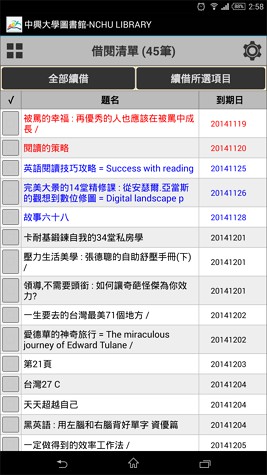 2:58
中興大學圖書館-NCHU LIBRARY
借閱清單 (45筆)
全部續借 續借所選項目
✓ 題名 到期日
被罵的幸福 : 再優秀的人也應該在被罵中成 20141119
長 /
閱讀的策略 20141120
英語閱讀技巧攻略 = Success with reading 20141125
完美大景的14堂精修課 : 從安瑟爾.亞當斯 20141126
的觀想到數位修圖 = Digital landscape p
故事六十八 20141128
卡耐基鍛鍊自我的34堂私房學 20141201
壓力生活美學 : 張德聰的自助舒壓手冊(下) 20141201
/
領導,不需要頭銜 : 如何讓奇葩怪傑為你效 20141201
力?
一生要去的台灣最美71個地方 / 20141202
愛德華的神奇旅行 = The miraculous 20141202
journey of Edward Tulane /
第21頁 20141203
台灣27 C 20141204
天天超越自己 20141204
黑英語 : 用左腦和右腦背好單字 資優篇 20141204
一定做得到的效率工作法 / 20141205